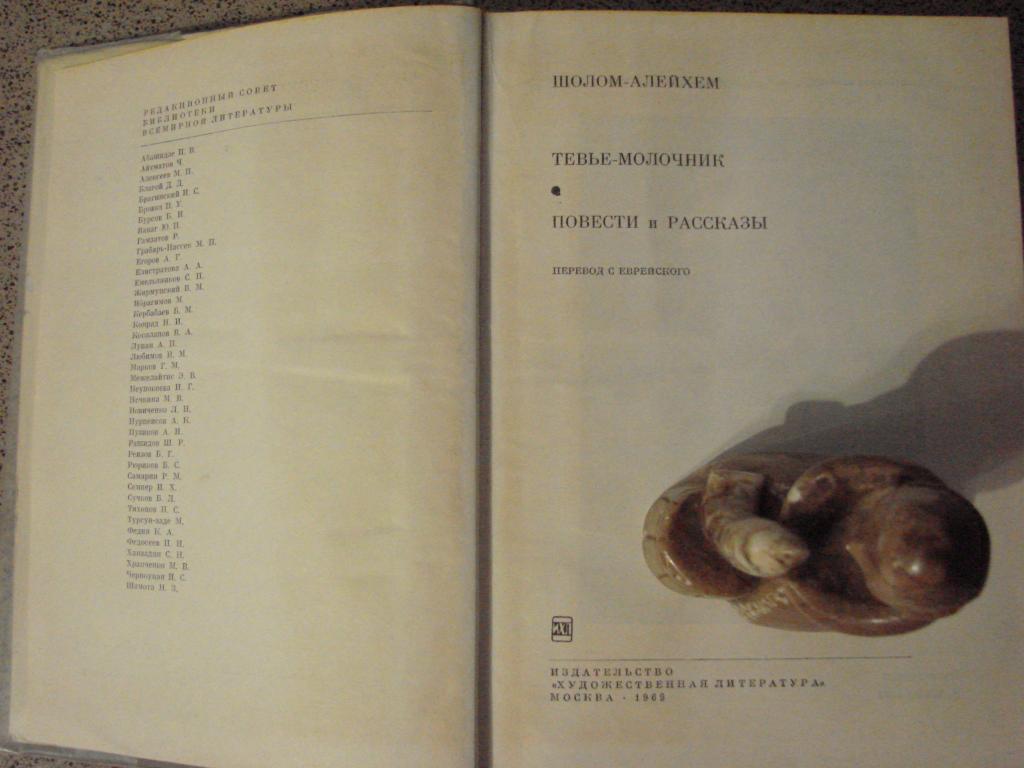 РЕДАКЦИОННЫЙ СОВЕТ
БИБЛИОТЕКИ
ВСЕМИРНОЙ ЛИТЕРАТУРЫ
Абашидзе И. В.
Айтматов Ч.
Алексеев М. П.
Благой Д. Д.
Брагинский И. С.
Бровка П. У.
Бурсов Б. И.
Ванаг Ю. П.
Гамзатов Р.
Грабарь-Пассек М. П.
Егоров А. Г.
Елистратова А. А.
Емельяников С. П.
Жирмунский В. М.
Ибрагимов М.
Кербабаев Б. М.
Конрад Н. И.
Косолапов В. А.
Лупан А. П.
Любимов Н. М.
Марков Г. М.
Межелайтис Э. Б.
Неупокоева И. Г.
Нечкина М. В.
Новиченко Л. Н.
Нурпеисов А. К.
Пузиков А. И.
Рашидов Ш. Р.
Реизов Б. Г.
Рюриков Б. С.
Самарин Р. М.
Семпер И. Х.
Сучков Б. Л.
Тихонов Н. С.
Турсун-заде М.
Федин К. А.
Федосеев П. Н.
Ханзадян С. Н.
Храпченко М. Б.
Черноуцан И. С.
Шамота Н. З.
ШОЛОМ-АЛЕЙХЕМ
ТЕВЬЕ-МОЛОЧНИК
ПОВЕСТИ и РАССКАЗЫ
ПЕРЕВОД С ЕВРЕЙСКОГО
ИХЛ
ИЗДАТЕЛЬСТВО
«ХУДОЖЕСТВЕННАЯ ЛИТЕРАТУРА»
МОСКВА · 1969